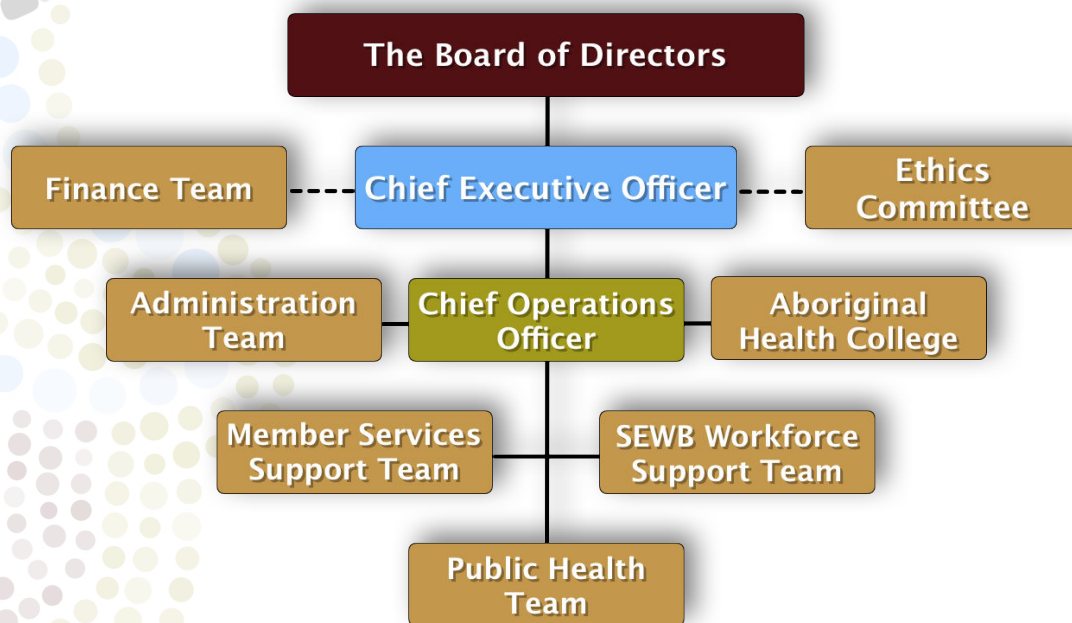 The Board of Directors
Finance Team
Chief Executive Officer
Ethics
Committee
Administration
Team
Chief Operations
Officer
Aboriginal
Health College
Member Services
Support Team
SEWB Workforce
Support Team
Public Health
Team